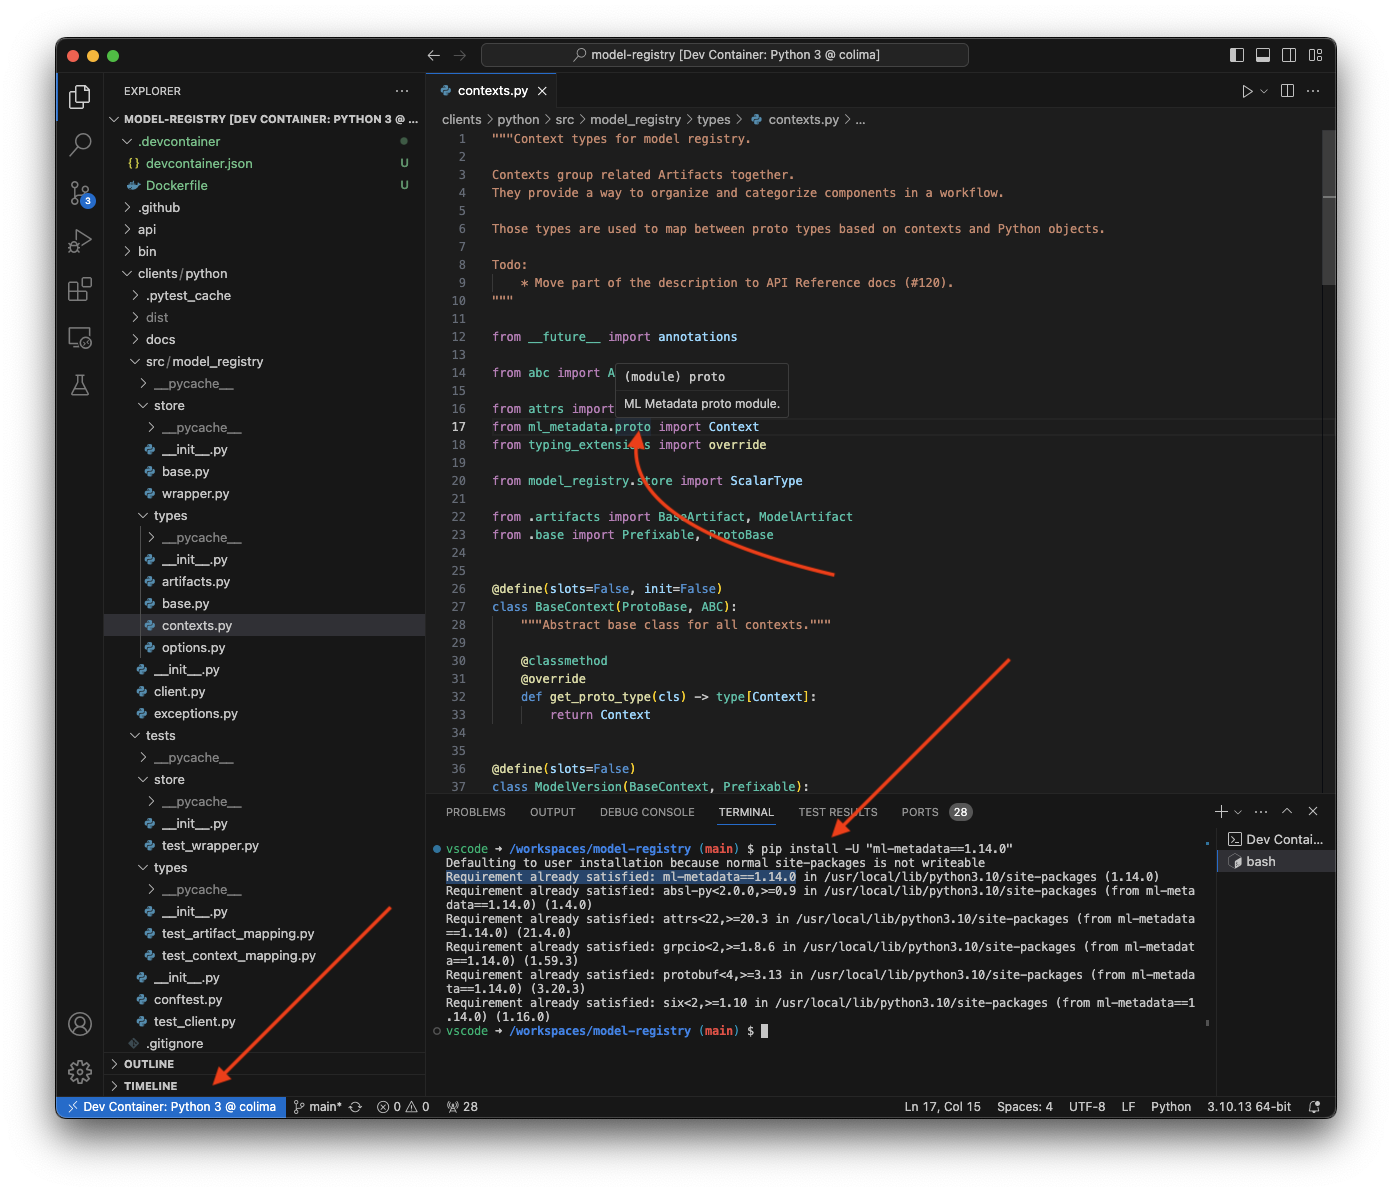 model-registry [Dev Container: Python 3 @ colima]
EXPLORER
MODEL-REGISTRY [DEV CONTAINER: PYTHON 3 @ ...
.devcontainer
{} devcontainer.json U
Dockerfile U
.github
api
bin
clients/python
.pytest_cache
dist
docs
src/model_registry
__pycache__
store
__pycache__
__init__.py
base.py
wrapper.py
types
__pycache__
__init__.py
artifacts.py
base.py
contexts.py
options.py
__init__.py
client.py
exceptions.py
tests
__pycache__
store
__pycache__
__init__.py
test_wrapper.py
types
__pycache__
__init__.py
test_artifact_mapping.py
test_context_mapping.py
__init__.py
conftest.py
test_client.py
.gitignore
OUTLINE
TIMELINE
3
contexts.py
clients > python > src > model_registry > types > contexts.py > ...
1 """Context types for model registry.
2
3 Contexts group related Artifacts together.
4 They provide a way to organize and categorize components in a workflow.
5
6 Those types are used to map between proto types based on contexts and Python objects.
7
8 Todo:
9 * Move part of the description to API Reference docs (#120).
10 """
11
12 from __future__ import annotations
13
14 from abc import A
15
16 from attrs import
17 from ml_metadata.proto import Context
18 from typing_extensions import override
19
20 from model_registry.store import ScalarType
21
22 from .artifacts import BaseArtifact, ModelArtifact
23 from .base import Prefixable, ProtoBase
24
25
26 @define(slots=False, init=False)
27 class BaseContext(ProtoBase, ABC):
28 """Abstract base class for all contexts."""
29
30 @classmethod
31 @override
32 def get_proto_type(cls) -> type[Context]:
33 return Context
34
35
36 @define(slots=False)
37 class ModelVersion(BaseContext, Prefixable):
(module) proto
ML Metadata proto module.
PROBLEMS OUTPUT DEBUG CONSOLE TERMINAL TEST RESULTS PORTS 28
vscode ➜ /workspaces/model-registry (main) $ pip install -U "ml-metadata==1.14.0"
Defaulting to user installation because normal site-packages is not writeable
Requirement already satisfied: ml-metadata==1.14.0 in /usr/local/lib/python3.10/site-packages (1.14.0)
Requirement already satisfied: absl-py<2.0.0,>=0.9 in /usr/local/lib/python3.10/site-packages (from ml-meta
data==1.14.0) (1.4.0)
Requirement already satisfied: attrs<22,>=20.3 in /usr/local/lib/python3.10/site-packages (from ml-metadata
==1.14.0) (21.4.0)
Requirement already satisfied: grpcio<2,>=1.8.6 in /usr/local/lib/python3.10/site-packages (from ml-metadat
a==1.14.0) (1.59.3)
Requirement already satisfied: protobuf<4,>=3.13 in /usr/local/lib/python3.10/site-packages (from ml-metada
ta==1.14.0) (3.20.3)
Requirement already satisfied: six<2,>=1.10 in /usr/local/lib/python3.10/site-packages (from ml-metadata==1
.14.0) (1.16.0)
vscode ➜ /workspaces/model-registry (main) $
Dev Contai...
bash
Dev Container: Python 3 @ colima main* 0 0 28 Ln 17, Col 15 Spaces: 4 UTF-8 LF Python 3.10.13 64-bit